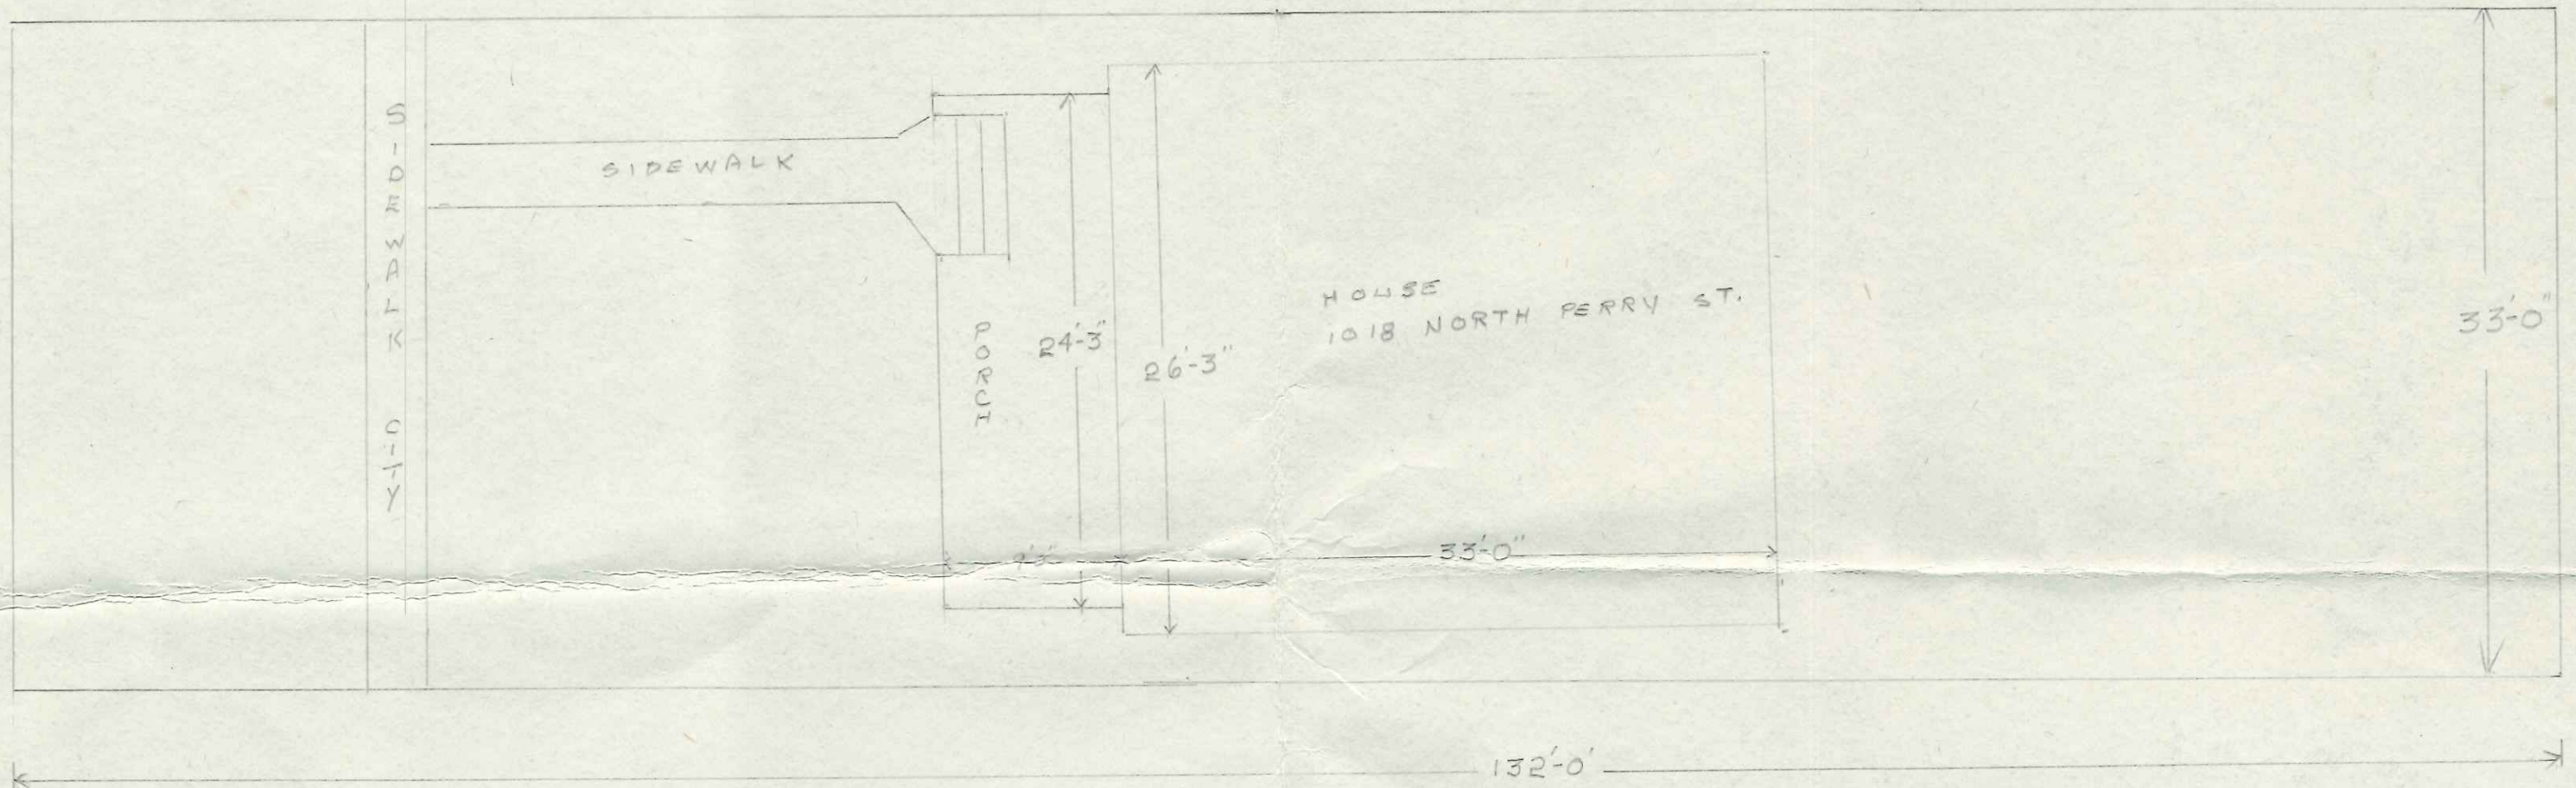 SIDEWALK CITY
SIDEWALK
PORCH
24'-3"
26'-3"
HOUSE
1018 NORTH PERRY ST.
33'-0"
33'-0"
132'-0'